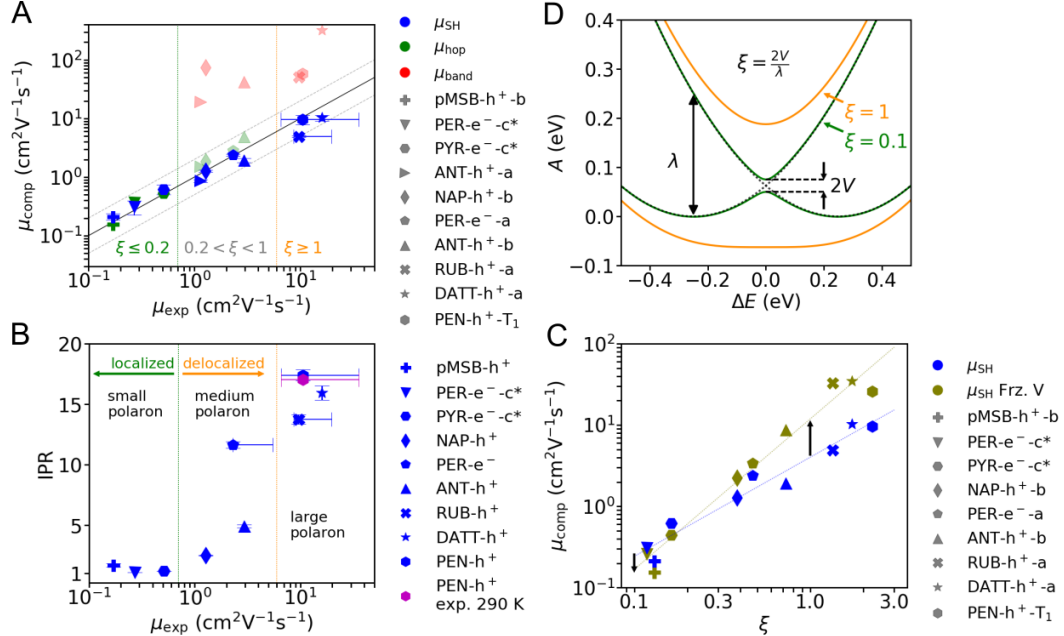 A
μcomp (cm²V⁻¹s⁻¹)
10²
10¹
10⁰
10⁻¹
ξ ≤ 0.2
0.2 < ξ < 1
ξ ≥ 1
10⁻¹
10⁰
10¹
μexp (cm²V⁻¹s⁻¹)
μSH
μhop
μband
pMSB-h⁺-b
PER-e⁻-c*
PYR-e⁻-c*
ANT-h⁺-a
NAP-h⁺-b
PER-e⁻-a
ANT-h⁺-b
RUB-h⁺-a
DATT-h⁺-a
PEN-h⁺-T₁
D
A (eV)
0.4
0.3
0.2
0.1
0.0
−0.1
ξ = 2V/λ
ξ = 1
ξ = 0.1
λ
2V
−0.4
−0.2
0.0
0.2
0.4
ΔE (eV)
B
IPR
20
15
10
5
1
localized
delocalized
small
polaron
medium
polaron
large
polaron
10⁻¹
10⁰
10¹
μexp (cm²V⁻¹s⁻¹)
pMSB-h⁺
PER-e⁻-c*
PYR-e⁻-c*
NAP-h⁺
PER-e⁻
ANT-h⁺
RUB-h⁺
DATT-h⁺
PEN-h⁺
PEN-h⁺
exp. 290 K
C
μcomp (cm²V⁻¹s⁻¹)
10²
10¹
10⁰
10⁻¹
0.1
0.3
1.0
3.0
ξ
μSH
μSH Frz. V
pMSB-h⁺-b
PER-e⁻-c*
PYR-e⁻-c*
NAP-h⁺-b
PER-e⁻-a
ANT-h⁺-b
RUB-h⁺-a
DATT-h⁺-a
PEN-h⁺-T₁